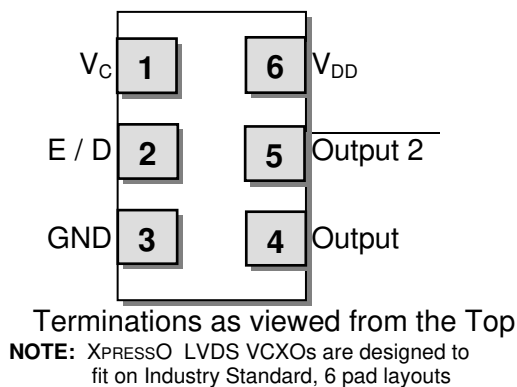 VC 1 6 VDD
E / D 2 5 Output 2
GND 3 4 Output
Terminations as viewed from the Top
NOTE: XPRESSO LVDS VCXOs are designed to
fit on Industry Standard, 6 pad layouts